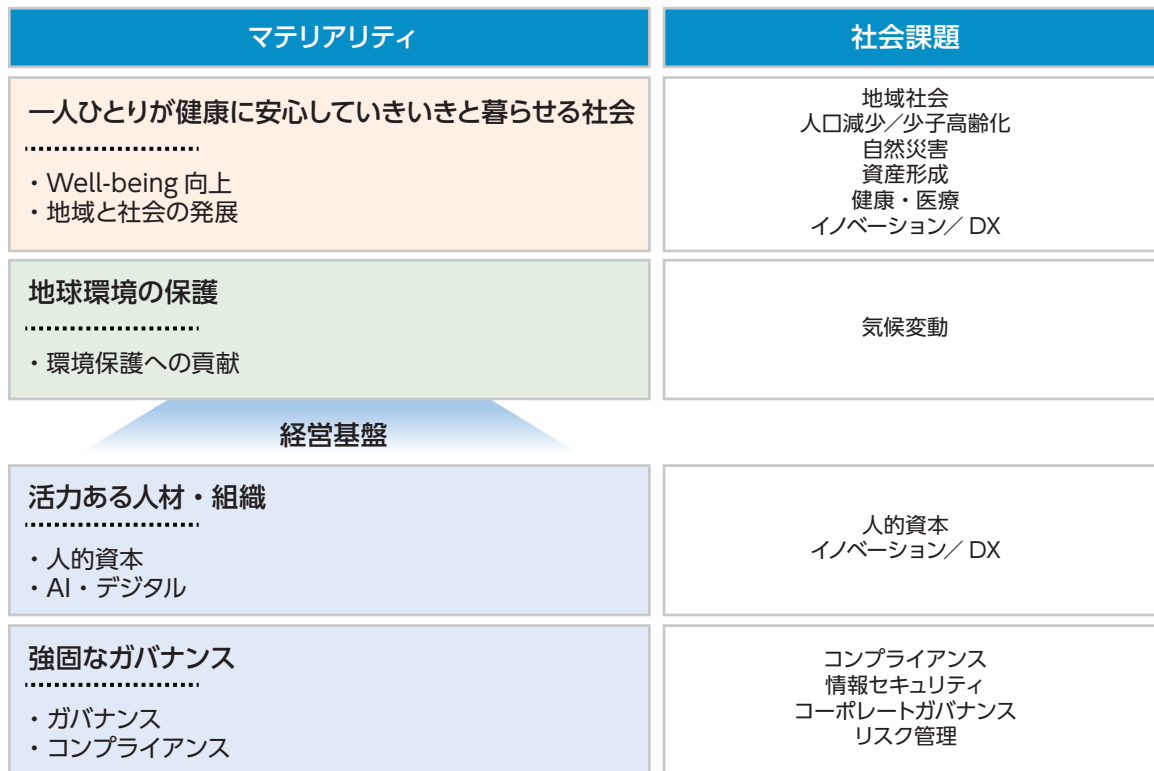 マテリアリティ
社会課題
一人ひとりが健康に安心していきいきと暮らせる社会
・Well-being 向上
・地域と社会の発展
地域社会
人口減少／少子高齢化
自然災害
資産形成
健康・医療
イノベーション／DX
地球環境の保護
・環境保護への貢献
気候変動
経営基盤
活力ある人材・組織
・人的資本
・AI・デジタル
人的資本
イノベーション／DX
強固なガバナンス
・ガバナンス
・コンプライアンス
コンプライアンス
情報セキュリティ
コーポレートガバナンス
リスク管理